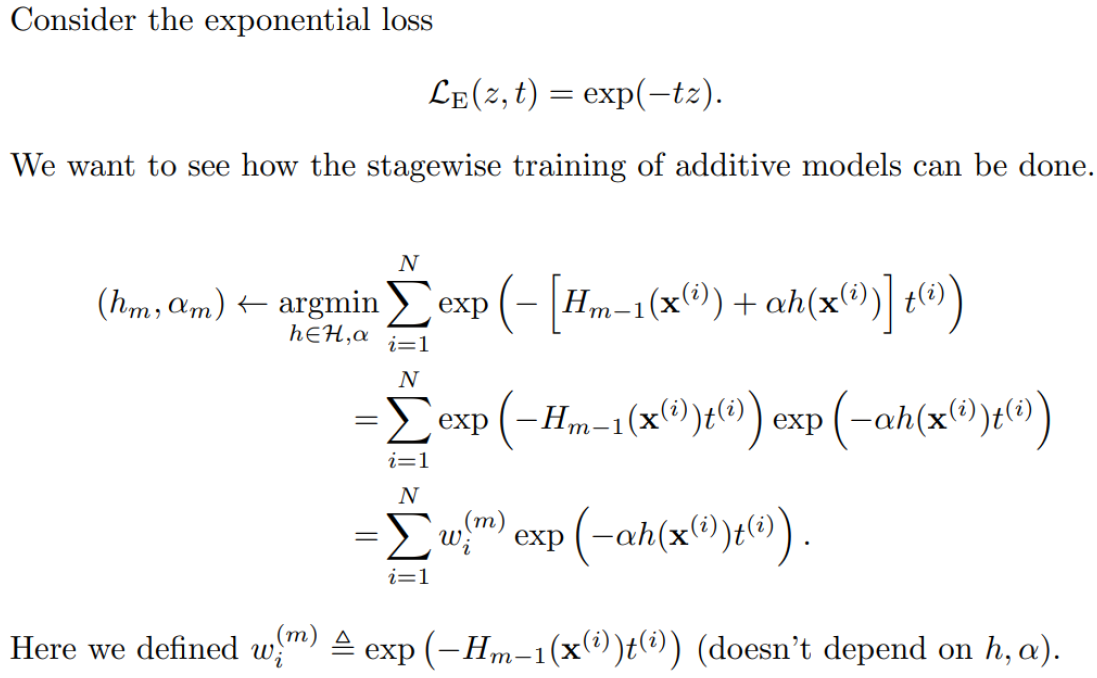 Consider the exponential loss
$\mathcal{L}_{\mathrm{E}}(z, t) = \exp(-tz).$
We want to see how the stagewise training of additive models can be done.
$(h_m, \alpha_m) \leftarrow \underset{h \in \mathcal{H}, \alpha}{\operatorname{argmin}} \sum_{i=1}^{N} \exp\left(-\left[H_{m-1}(\mathbf{x}^{(i)}) + \alpha h(\mathbf{x}^{(i)})\right] t^{(i)}\right)$
$= \sum_{i=1}^{N} \exp\left(-H_{m-1}(\mathbf{x}^{(i)}) t^{(i)}\right) \exp\left(-\alpha h(\mathbf{x}^{(i)}) t^{(i)}\right)$
$= \sum_{i=1}^{N} w_i^{(m)} \exp\left(-\alpha h(\mathbf{x}^{(i)}) t^{(i)}\right).$
Here we defined $w_i^{(m)} \triangleq \exp\left(-H_{m-1}(\mathbf{x}^{(i)}) t^{(i)}\right)$ (doesn't depend on $h, \alpha$).